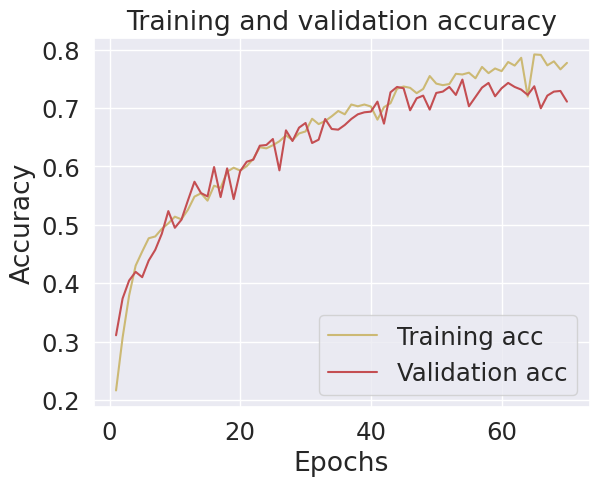 Training and validation accuracy
0.8
0.7
0.6
0.5
0.4
0.3
0.2
Accuracy
Training acc
Validation acc
0 20 40 60
Epochs